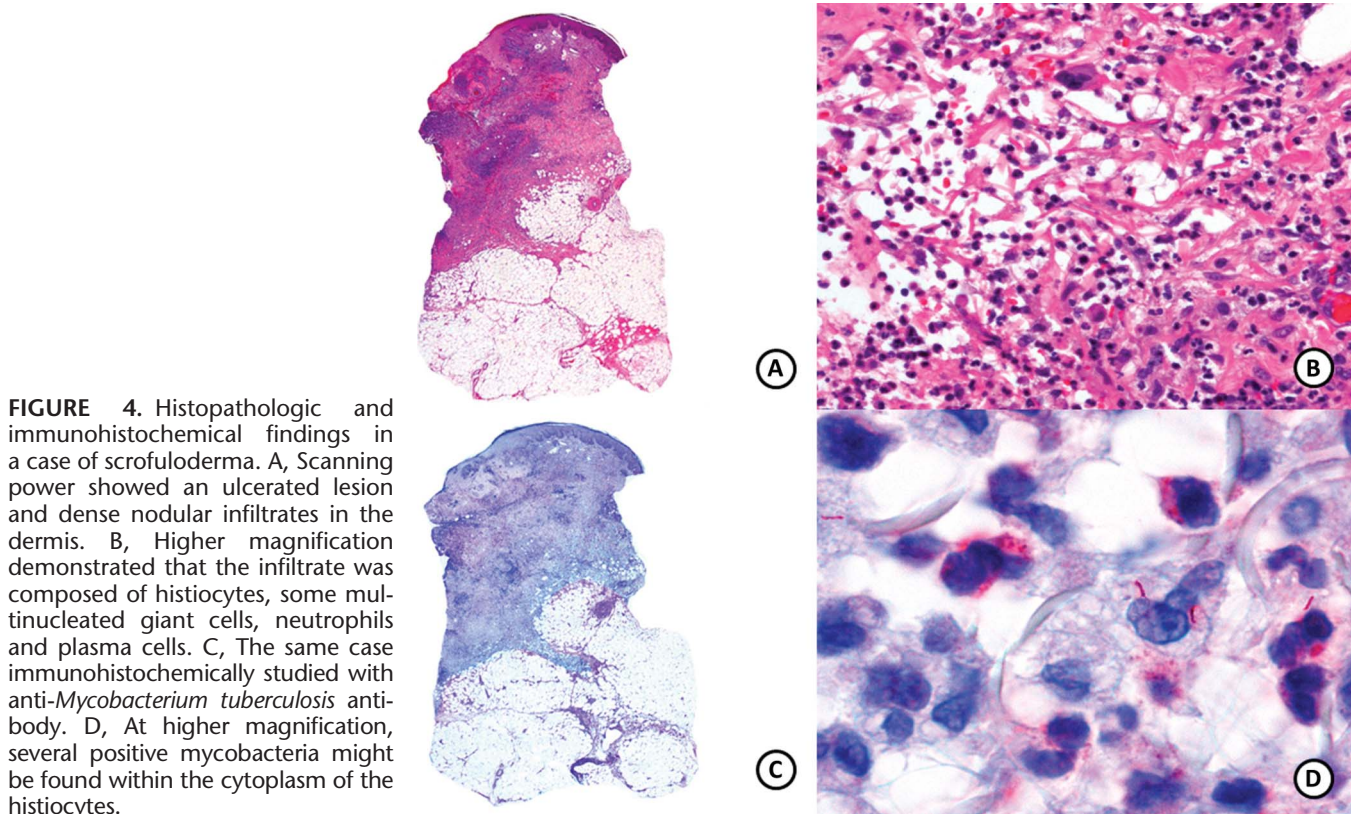 FIGURE 4. Histopathologic and
immunohistochemical findings in
a case of scrofuloderma. A, Scanning
power showed an ulcerated lesion
and dense nodular infiltrates in the
dermis. B, Higher magnification
demonstrated that the infiltrate was
composed of histiocytes, some mul-
tinucleated giant cells, neutrophils
and plasma cells. C, The same case
immunohistochemically studied with
anti-Mycobacterium tuberculosis anti-
body. D, At higher magnification,
several positive mycobacteria might
be found within the cytoplasm of the
histiocytes.
A
B
C
D